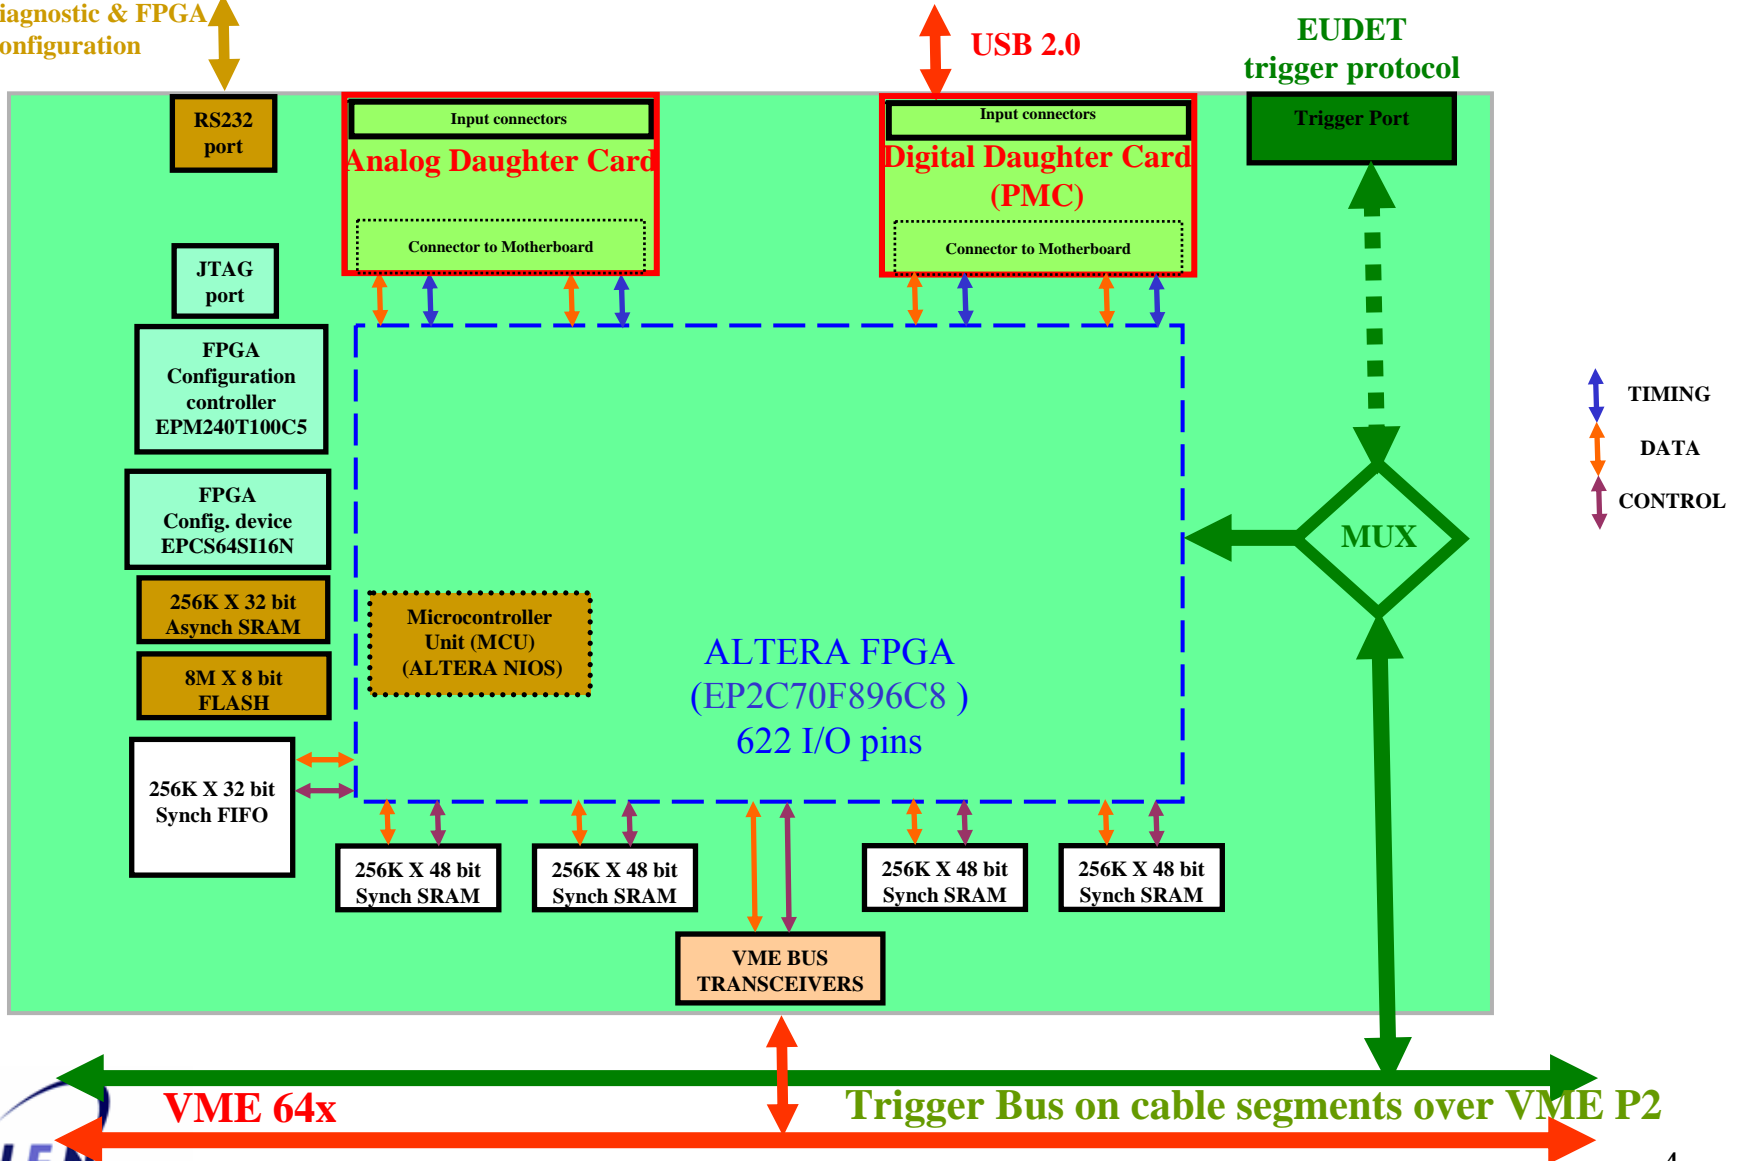 iagnostic & FPGA
onfiguration
USB 2.0
EUDET
trigger protocol
RS232
port
Input connectors
Analog Daughter Card
Connector to Motherboard
Input connectors
Digital Daughter Card
(PMC)
Connector to Motherboard
Trigger Port
JTAG
port
FPGA
Configuration
controller
EPM240T100C5
FPGA
Config. device
EPCS64SI16N
256K X 32 bit
Asynch SRAM
8M X 8 bit
FLASH
256K X 32 bit
Synch FIFO
Microcontroller
Unit (MCU)
(ALTERA NIOS)
ALTERA FPGA
(EP2C70F896C8 )
622 I/O pins
MUX
TIMING
DATA
CONTROL
256K X 48 bit
Synch SRAM
256K X 48 bit
Synch SRAM
256K X 48 bit
Synch SRAM
256K X 48 bit
Synch SRAM
VME BUS
TRANSCEIVERS
VME 64x
Trigger Bus on cable segments over VME P2